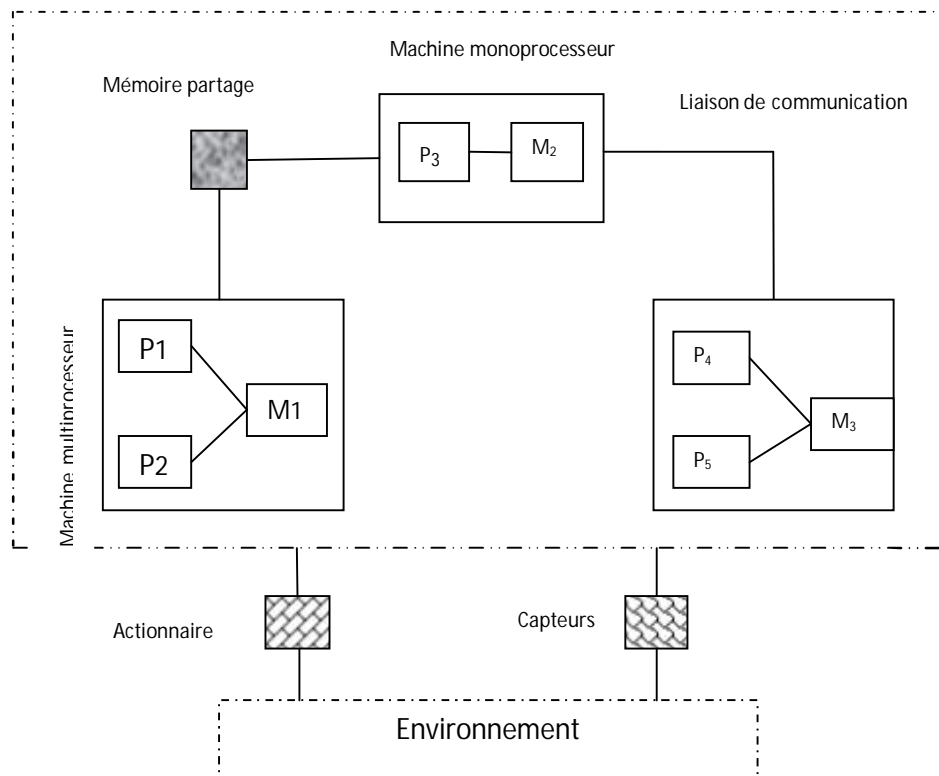 Machine monoprocesseur
Mémoire partage
Liaison de communication
P3
M2
Machine multiprocesseur
P1
M1
P2
P4
M3
P5
Actionnaire
Capteurs
Environnement